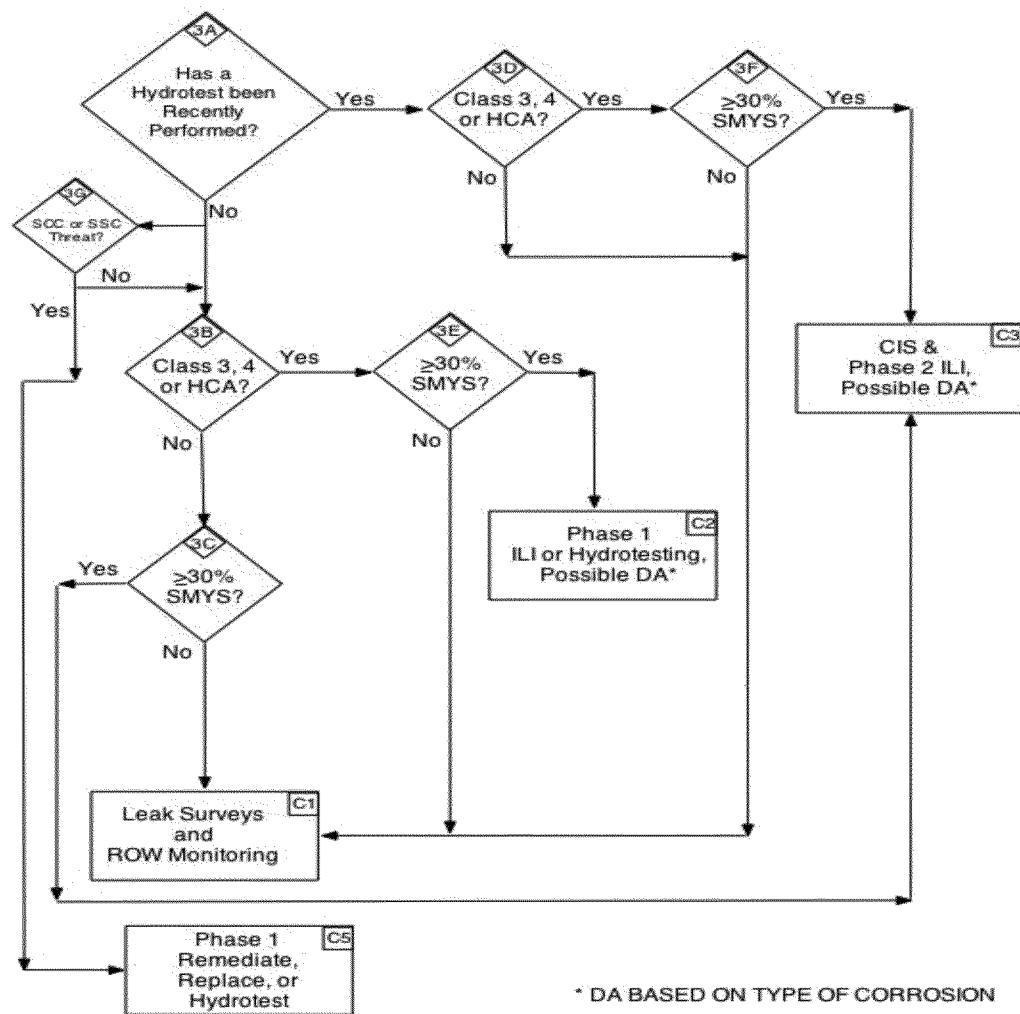 3A
Has a
Hydrotest been
Recently
Performed?
Yes
3D
Class 3, 4
or HCA?
Yes
3F
≥30%
SMYS?
Yes
No
No
No
3G
SCC or SSC
Threat?
No
Yes
3B
Class 3, 4
or HCA?
Yes
3E
≥30%
SMYS?
Yes
C3
CIS &
Phase 2 ILI,
Possible DA*
No
No
C2
Phase 1
ILI or Hydrotesting,
Possible DA*
3C
≥30%
SMYS?
Yes
No
C1
Leak Surveys
and
ROW Monitoring
C5
Phase 1
Remediate,
Replace, or
Hydrotest
* DA BASED ON TYPE OF CORROSION